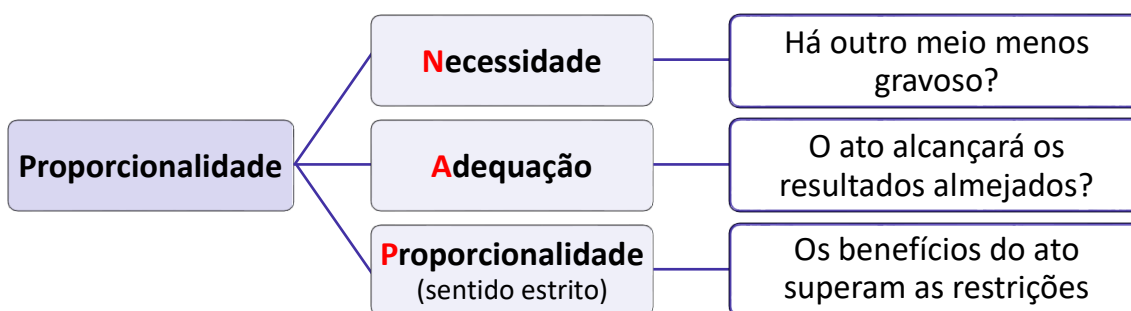 Proporcionalidade
Necessidade
Há outro meio menos
gravoso?
Adequação
O ato alcançará os
resultados almejados?
Proporcionalidade
(sentido estrito)
Os benefícios do ato
superam as restrições